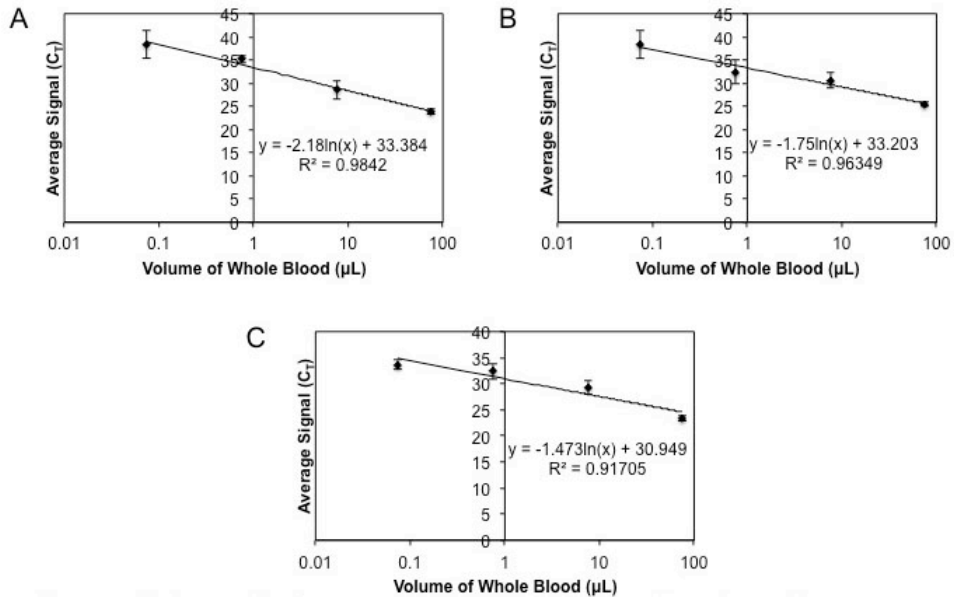 A
Average Signal (C_T)
45
40
35
30
25
20
15
10
5
0
y = -2.18ln(x) + 33.384
R² = 0.9842
0.01 0.1 1 10 100
Volume of Whole Blood (µL)
B
Average Signal (C_T)
45
40
35
30
25
20
15
10
5
0
y = -1.75ln(x) + 33.203
R² = 0.96349
0.01 0.1 1 10 100
Volume of Whole Blood (µL)
C
Average Signal (C_T)
40
35
30
25
20
15
10
5
0
y = -1.473ln(x) + 30.949
R² = 0.91705
0.01 0.1 1 10 100
Volume of Whole Blood (µL)